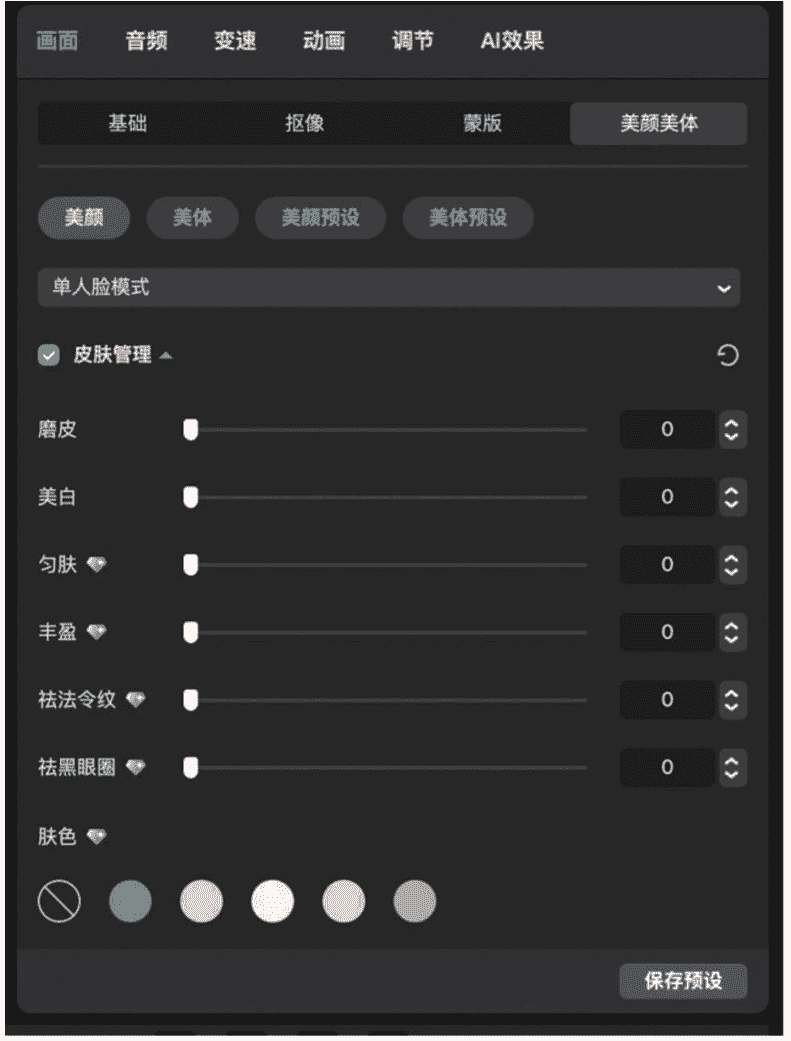 画面 音频 变速 动画 调节 AI效果
基础 抠像 蒙版 美颜美体
美颜 美体 美颜预设 美体预设
单人脸模式
皮肤管理
磨皮 0
美白 0
匀肤 0
丰盈 0
祛法令纹 0
祛黑眼圈 0
肤色
保存预设